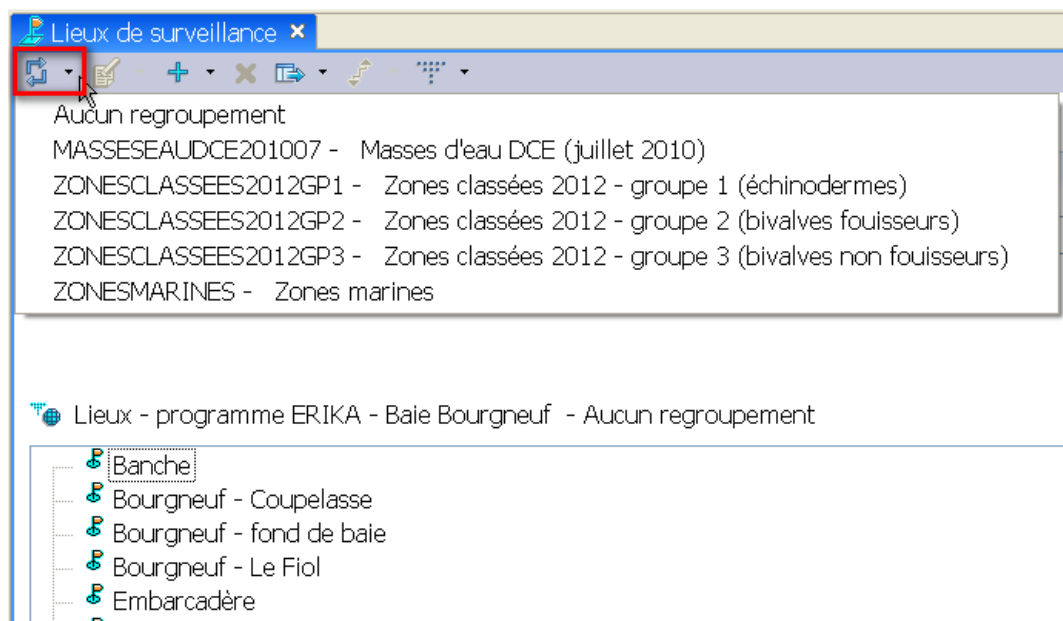 Lieux de surveillance
Aucun regroupement
MASSESEAUDCE201007 - Masses d'eau DCE (juillet 2010)
ZONESCLASSEES2012GP1 - Zones classées 2012 - groupe 1 (échinodermes)
ZONESCLASSEES2012GP2 - Zones classées 2012 - groupe 2 (bivalves fouisseurs)
ZONESCLASSEES2012GP3 - Zones classées 2012 - groupe 3 (bivalves non fouisseurs)
ZONESMARINES - Zones marines
Lieux - programme ERIKA - Baie Bourgneuf - Aucun regroupement
Banche
Bourgneuf - Coupelasse
Bourgneuf - fond de baie
Bourgneuf - Le Fiol
Embarcadère